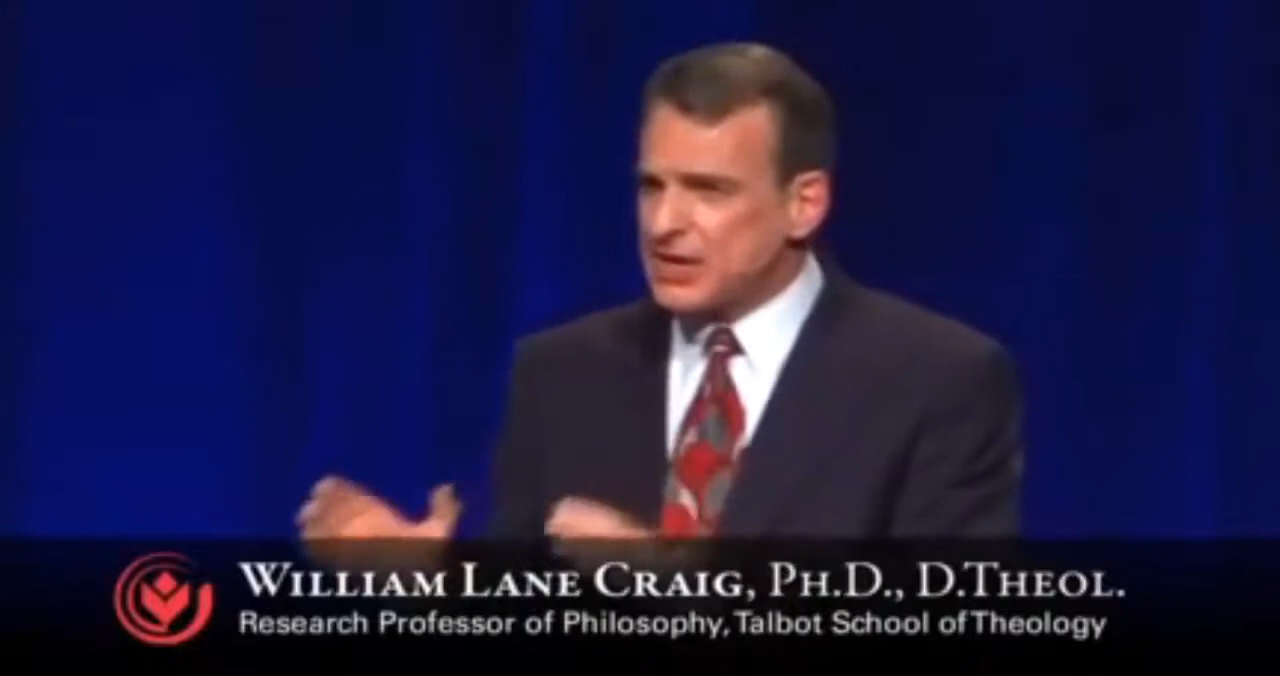 WILLIAM LANE CRAIG, PH.D., D.THEOL.
Research Professor of Philosophy, Talbot School of Theology